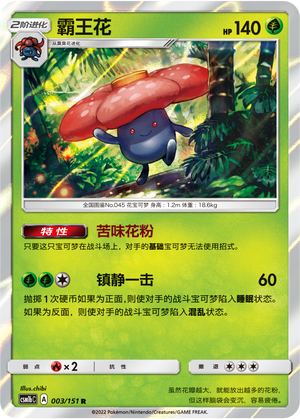 2阶进化
霸王花
HP 140
从臭臭花进化
全国图鉴No.045 花宝可梦 身高:1.2m 体重:18.6kg
特性 苦味花粉
只要这只宝可梦在战斗场上,对手的基础宝可梦无法使用招式。
镇静一击 60
抛掷1次硬币如果为正面,则使对手的战斗宝可梦陷入睡眠状态。
如果为反面,则使对手的战斗宝可梦陷入混乱状态。
弱点 ×2 抵抗力 撤退
Illus.chibi
csm1b C A 003/151 R
虽然花瓣越大,就能放出越多的花粉,
但这样脑袋会变沉,容易疲倦。
©2022 Pokémon/Nintendo/Creatures/GAME FREAK.